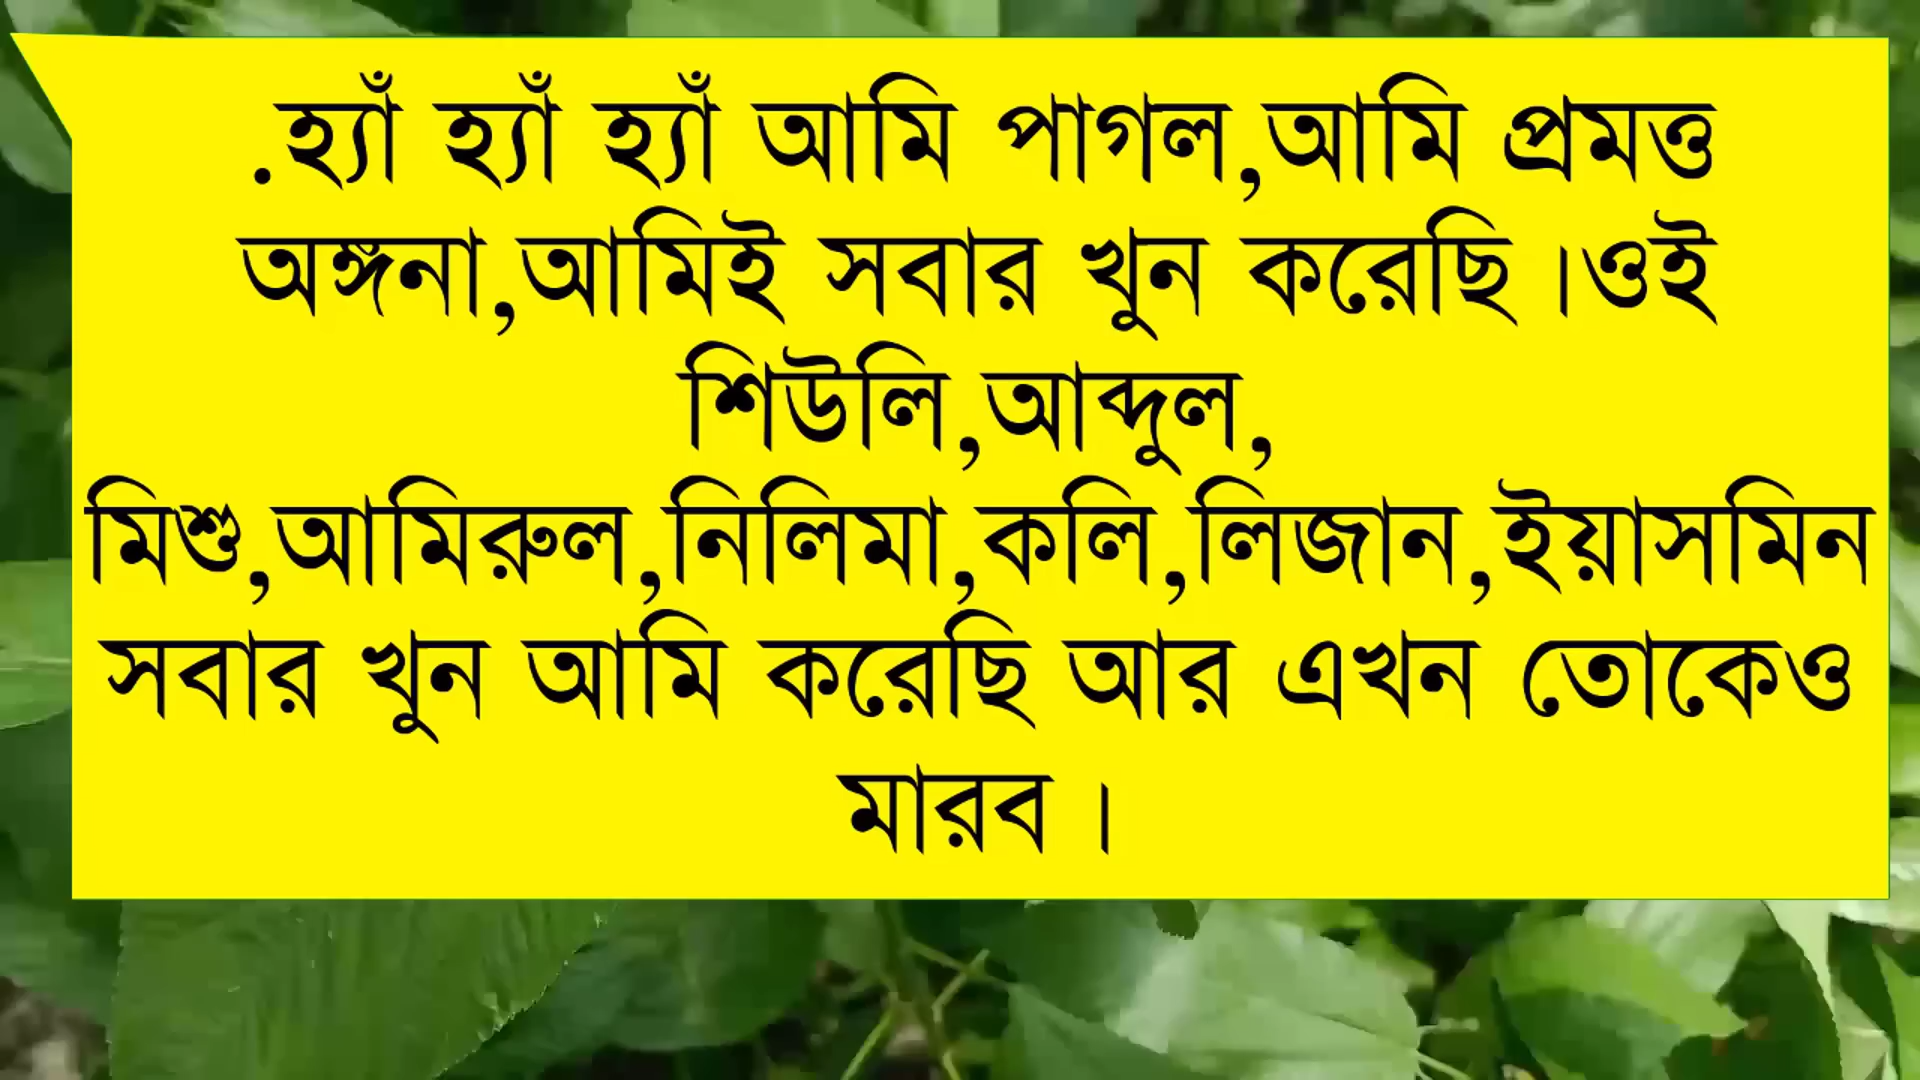 .হ্যাঁ হ্যাঁ হ্যাঁ আমি পাগল,আমি প্রমত্ত
অঙ্গনা,আমিই সবার খুন করেছি।ওই
শিউলি,আব্দুল,
মিশু,আমিরুল,নিলিমা,কলি,লিজান,ইয়াসমিন
সবার খুন আমি করেছি আর এখন তোকেও
মারব।